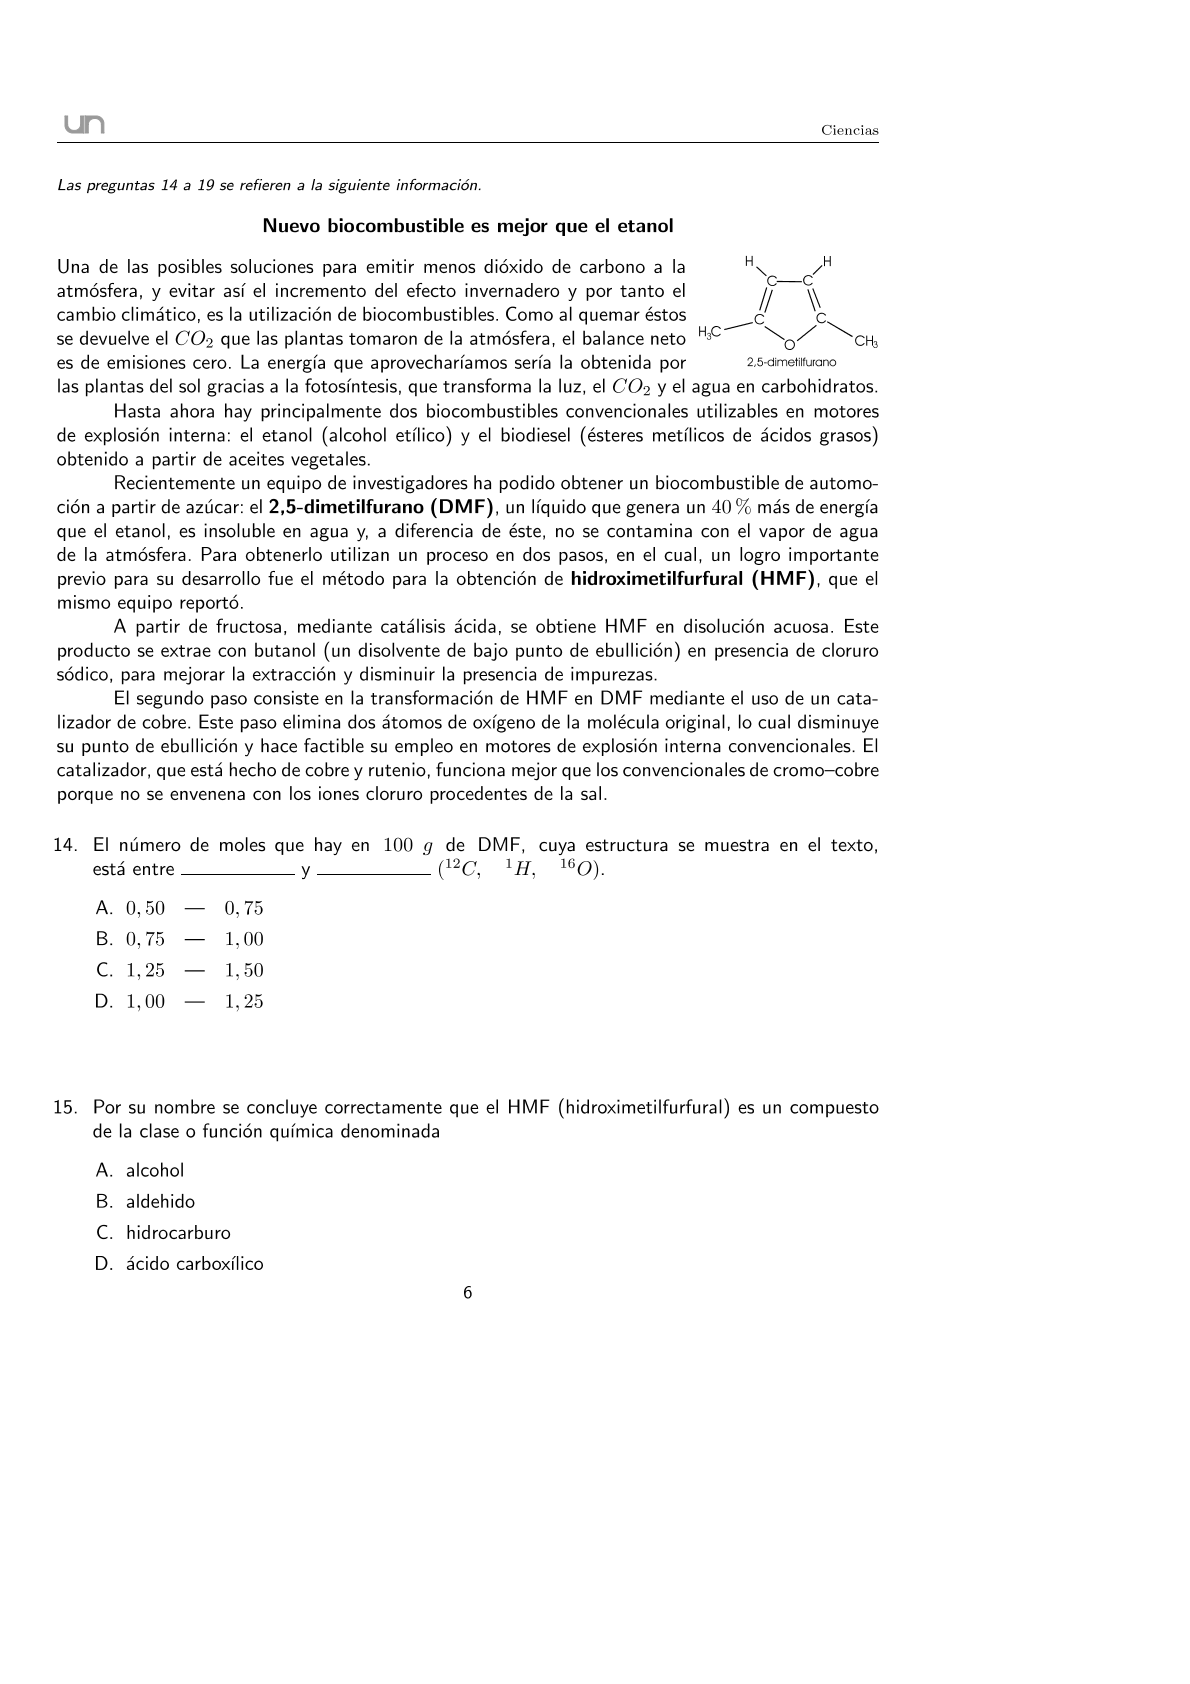 un
Ciencias
Las preguntas 14 a 19 se refieren a la siguiente información.
Nuevo biocombustible es mejor que el etanol
Una de las posibles soluciones para emitir menos dióxido de carbono a la
atmósfera, y evitar así el incremento del efecto invernadero y por tanto el
cambio climático, es la utilización de biocombustibles. Como al quemar éstos
se devuelve el CO₂ que las plantas tomaron de la atmósfera, el balance neto
es de emisiones cero. La energía que aprovecharíamos sería la obtenida por
las plantas del sol gracias a la fotosíntesis, que transforma la luz, el CO₂ y el agua en carbohidratos.
H H
C C
C C
H₃C O CH₃
2,5-dimetilfurano
Hasta ahora hay principalmente dos biocombustibles convencionales utilizables en motores
de explosión interna: el etanol (alcohol etílico) y el biodiesel (ésteres metílicos de ácidos grasos)
obtenido a partir de aceites vegetales.
Recientemente un equipo de investigadores ha podido obtener un biocombustible de automo-
ción a partir de azúcar: el 2,5-dimetilfurano (DMF), un líquido que genera un 40 % más de energía
que el etanol, es insoluble en agua y, a diferencia de éste, no se contamina con el vapor de agua
de la atmósfera. Para obtenerlo utilizan un proceso en dos pasos, en el cual, un logro importante
previo para su desarrollo fue el método para la obtención de hidroximetilfurfural (HMF), que el
mismo equipo reportó.
A partir de fructosa, mediante catálisis ácida, se obtiene HMF en disolución acuosa. Este
producto se extrae con butanol (un disolvente de bajo punto de ebullición) en presencia de cloruro
sódico, para mejorar la extracción y disminuir la presencia de impurezas.
El segundo paso consiste en la transformación de HMF en DMF mediante el uso de un cata-
lizador de cobre. Este paso elimina dos átomos de oxígeno de la molécula original, lo cual disminuye
su punto de ebullición y hace factible su empleo en motores de explosión interna convencionales. El
catalizador, que está hecho de cobre y rutenio, funciona mejor que los convencionales de cromo–cobre
porque no se envenena con los iones cloruro procedentes de la sal.
14. El número de moles que hay en 100 g de DMF, cuya estructura se muestra en el texto,
está entre ___________ y ___________ (¹²C, ¹H, ¹⁶O).
A. 0, 50 — 0, 75
B. 0, 75 — 1, 00
C. 1, 25 — 1, 50
D. 1, 00 — 1, 25
15. Por su nombre se concluye correctamente que el HMF (hidroximetilfurfural) es un compuesto
de la clase o función química denominada
A. alcohol
B. aldehido
C. hidrocarburo
D. ácido carboxílico
6